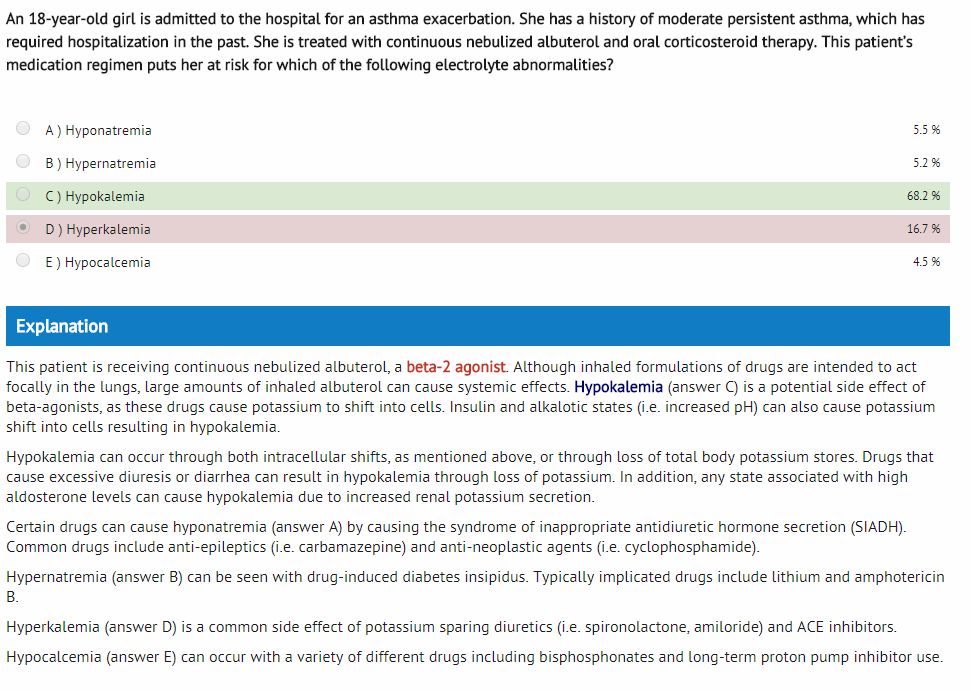 An 18-year-old girl is admitted to the hospital for an asthma exacerbation. She has a history of moderate persistent asthma, which has
required hospitalization in the past. She is treated with continuous nebulized albuterol and oral corticosteroid therapy. This patient's
medication regimen puts her at risk for which of the following electrolyte abnormalities?
A ) Hyponatremia 5.5 %
B ) Hypernatremia 5.2 %
C ) Hypokalemia 68.2 %
D ) Hyperkalemia 16.7 %
E ) Hypocalcemia 4.5 %
Explanation
This patient is receiving continuous nebulized albuterol, a beta-2 agonist. Although inhaled formulations of drugs are intended to act
focally in the lungs, large amounts of inhaled albuterol can cause systemic effects. Hypokalemia (answer C) is a potential side effect of
beta-agonists, as these drugs cause potassium to shift into cells. Insulin and alkalotic states (i.e. increased pH) can also cause potassium
shift into cells resulting in hypokalemia.
Hypokalemia can occur through both intracellular shifts, as mentioned above, or through loss of total body potassium stores. Drugs that
cause excessive diuresis or diarrhea can result in hypokalemia through loss of potassium. In addition, any state associated with high
aldosterone levels can cause hypokalemia due to increased renal potassium secretion.
Certain drugs can cause hyponatremia (answer A) by causing the syndrome of inappropriate antidiuretic hormone secretion (SIADH).
Common drugs include anti-epileptics (i.e. carbamazepine) and anti-neoplastic agents (i.e. cyclophosphamide).
Hypernatremia (answer B) can be seen with drug-induced diabetes insipidus. Typically implicated drugs include lithium and amphotericin
B.
Hyperkalemia (answer D) is a common side effect of potassium sparing diuretics (i.e. spironolactone, amiloride) and ACE inhibitors.
Hypocalcemia (answer E) can occur with a variety of different drugs including bisphosphonates and long-term proton pump inhibitor use.